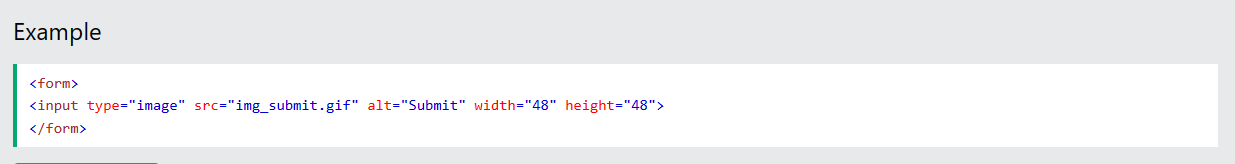 Example
<form>
<input type="image" src="img_submit.gif" alt="Submit" width="48" height="48">
</form>